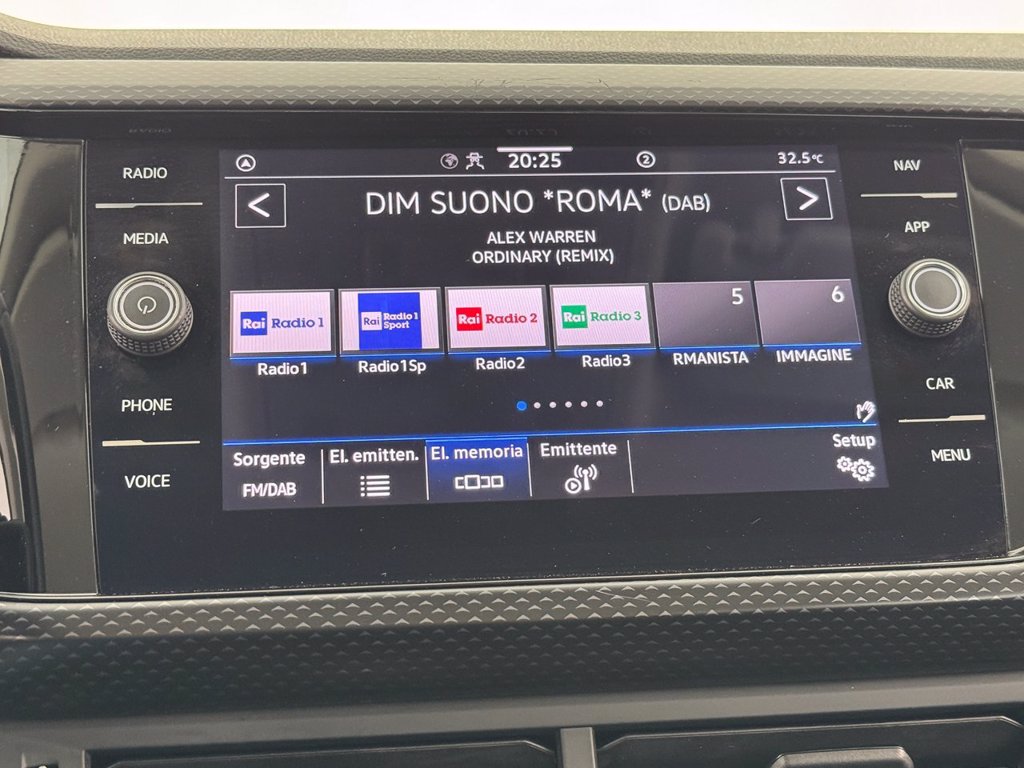 RADIO
MEDIA
PHONE
VOICE
20:25
2
32.5°C
< DIM SUONO *ROMA* (DAB) >
ALEX WARREN
ORDINARY (REMIX)
Rai Radio 1
Rai Radio 1 Sport
Rai Radio 2
Rai Radio 3
5
6
Radio1
Radio1Sp
Radio2
Radio3
RMANISTA
IMMAGINE
Sorgente
FM/DAB
El. emitten.
El. memoria
Emittente
Setup
NAV
APP
CAR
MENU